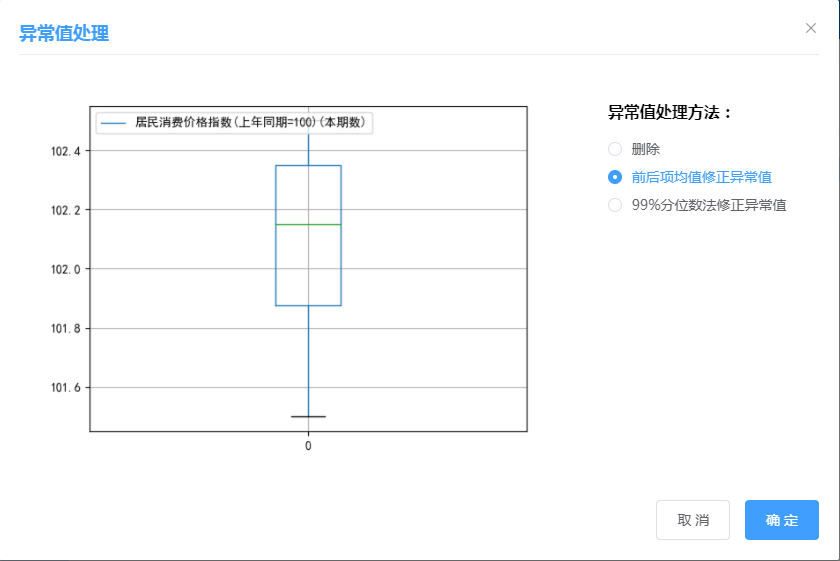 异常值处理
居民消费价格指数(上年同期=100)(本期数)
102.4
102.2
102.0
101.8
101.6
0
异常值处理方法：
删除
前后项均值修正异常值
99%分位数法修正异常值
取 消
确 定